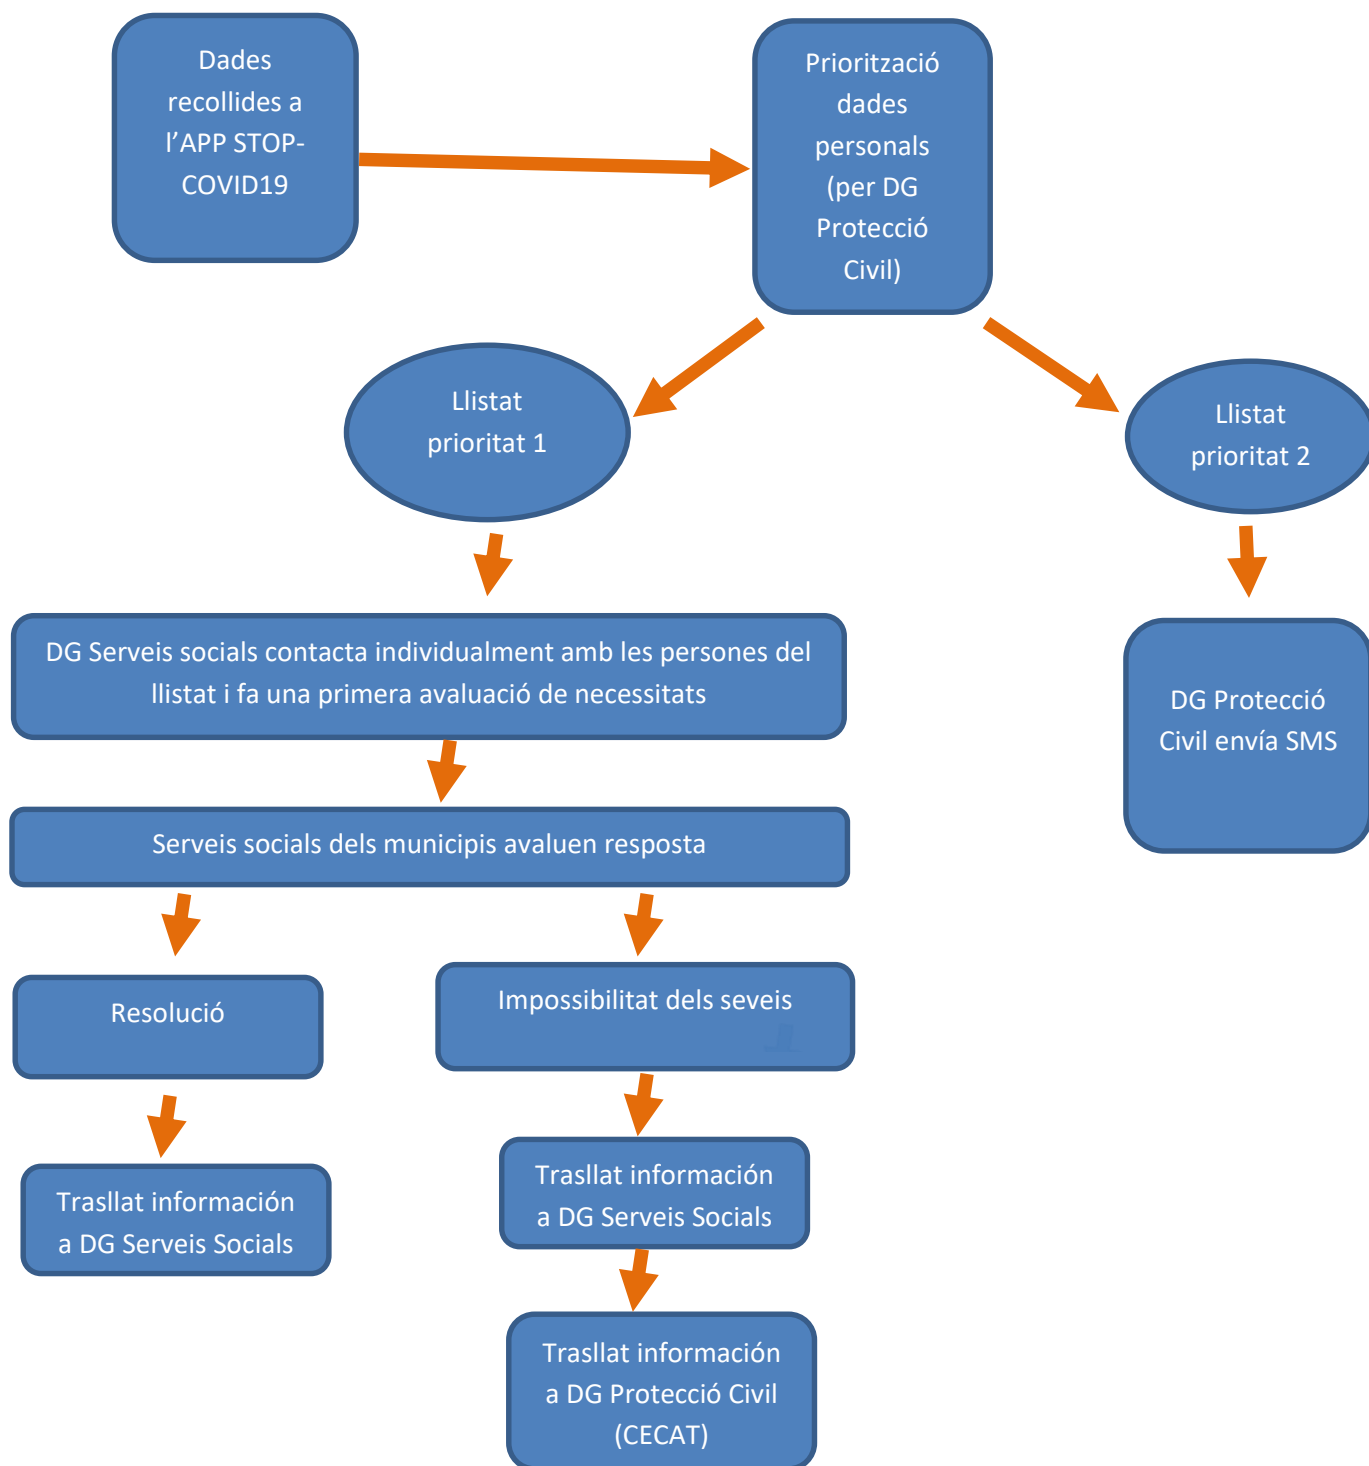 Dades
recollides a
l’APP STOP-
COVID19
Priorització
dades
personals
(per DG
Protecció
Civil)
Llistat
prioritat 1
Llistat
prioritat 2
DG Serveis socials contacta individualment amb les persones del
llistat i fa una primera avaluació de necessitats
DG Protecció
Civil envía SMS
Serveis socials dels municipis avaluen resposta
Resolució
Impossibilitat dels seveis
Trasllat información
a DG Serveis Socials
Trasllat información
a DG Serveis Socials
Trasllat información
a DG Protecció Civil
(CECAT)